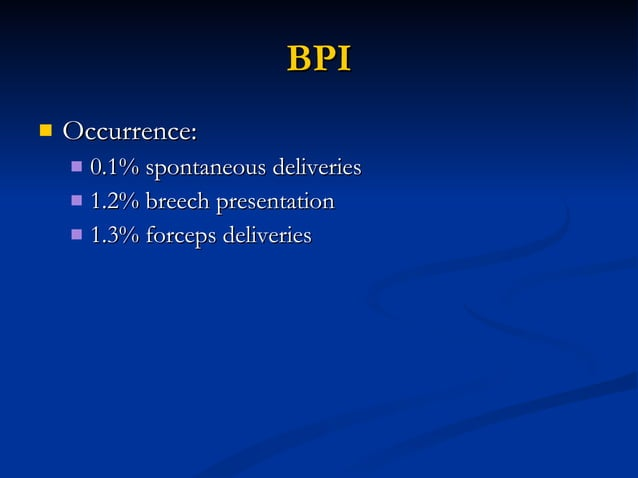 BPI
Occurrence:
0.1% spontaneous deliveries
1.2% breech presentation
1.3% forceps deliveries